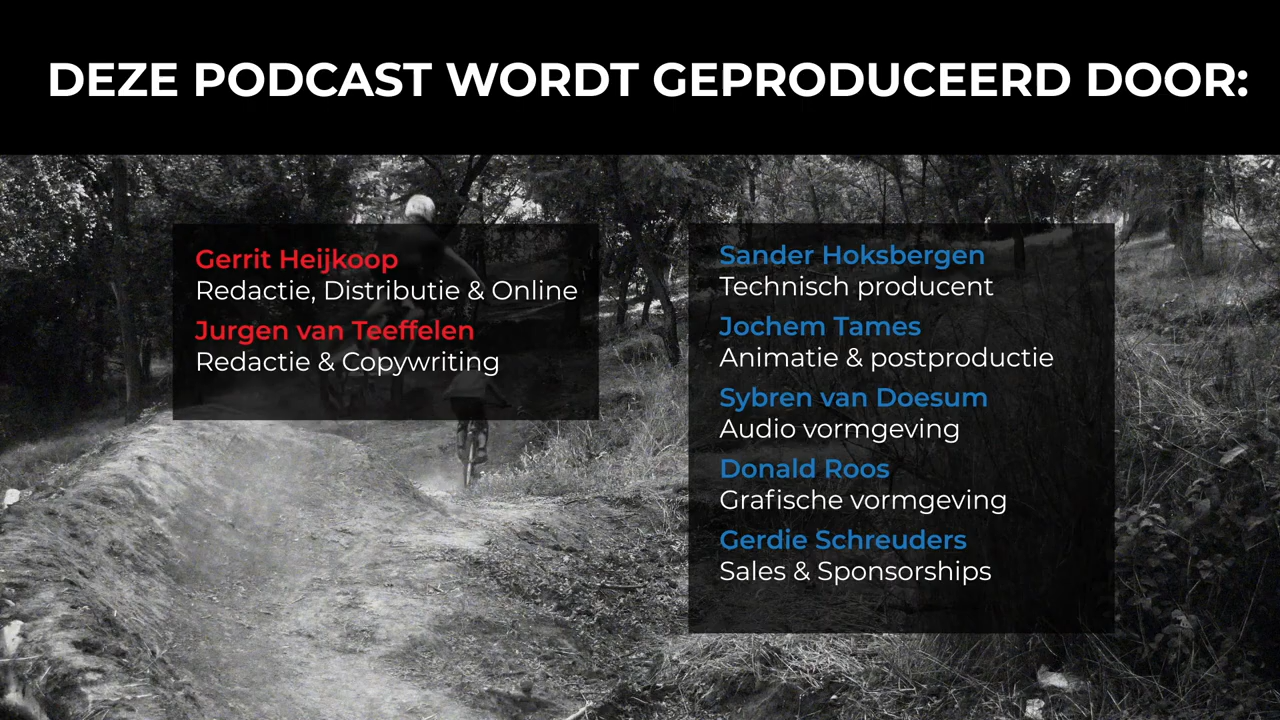 DEZE PODCAST WORDT GEPRODUCEERD DOOR:
Gerrit Heijkoop
Redactie, Distributie & Online
Jurgen van Teeffelen
Redactie & Copywriting
Sander Hoksbergen
Technisch producent
Jochem Tames
Animatie & postproductie
Sybren van Doesum
Audio vormgeving
Donald Roos
Grafische vormgeving
Gerdie Schreuders
Sales & Sponsorships